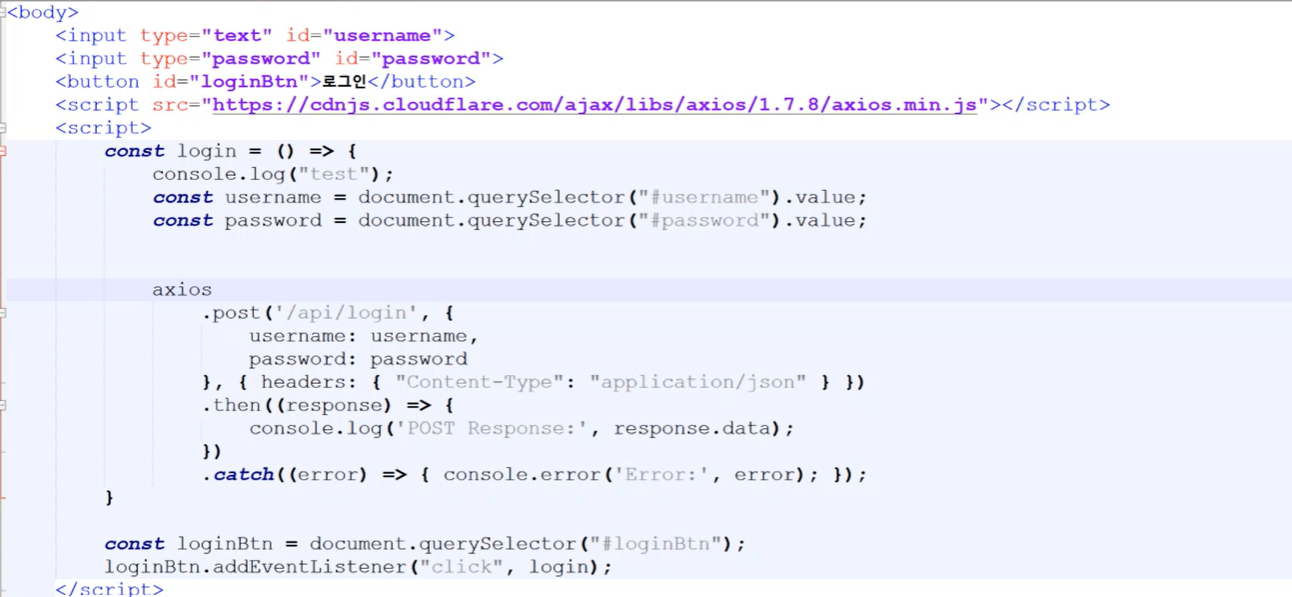 <body>
    <input type="text" id="username">
    <input type="password" id="password">
    <button id="loginBtn">로그인</button>
    <script src="https://cdnjs.cloudflare.com/ajax/libs/axios/1.7.8/axios.min.js"></script>
    <script>
        const login = () => {
            console.log("test");
            const username = document.querySelector("#username").value;
            const password = document.querySelector("#password").value;


            axios
                .post('/api/login', {
                    username: username,
                    password: password
                }, { headers: { "Content-Type": "application/json" } })
                .then((response) => {
                    console.log('POST Response:', response.data);
                })
                .catch((error) => { console.error('Error:', error); });
        }

        const loginBtn = document.querySelector("#loginBtn");
        loginBtn.addEventListener("click", login);
    </script>